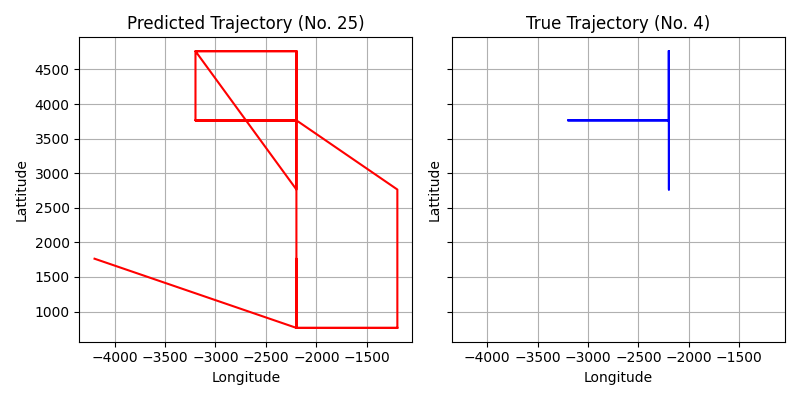 Predicted Trajectory (No. 25)
True Trajectory (No. 4)
Lattitude
4500
4000
3500
3000
2500
2000
1500
1000
−4000 −3500 −3000 −2500 −2000 −1500
Longitude
Lattitude
−4000 −3500 −3000 −2500 −2000 −1500
Longitude